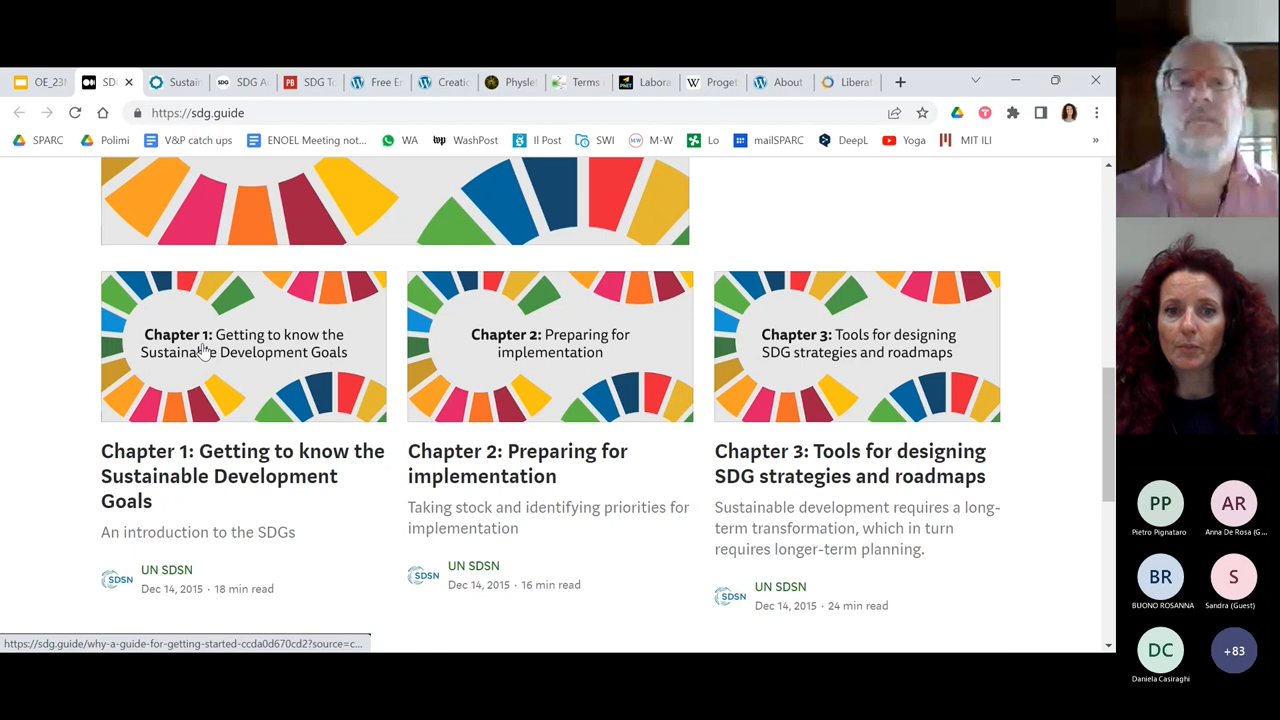 OE_23
SDG
Sustain
SDG A
SDG To
Free Er
Creatic
Physlet
Terms
Labora
Proget
About
Liberat
https://sdg.guide
SPARC
Polimi
V&P catch ups
ENOEL Meeting not...
WA
WashPost
Il Post
SWI
M-W
Lo
mailSPARC
DeepL
Yoga
MIT ILI
»
Chapter 1: Getting to know the
Sustainable Development Goals
Chapter 2: Preparing for
implementation
Chapter 3: Tools for designing
SDG strategies and roadmaps
Chapter 1: Getting to know the
Sustainable Development
Goals
An introduction to the SDGs
SDSN
UN SDSN
Dec 14, 2015 · 18 min read
Chapter 2: Preparing for
implementation
Taking stock and identifying priorities for
implementation
SDSN
UN SDSN
Dec 14, 2015 · 16 min read
Chapter 3: Tools for designing
SDG strategies and roadmaps
Sustainable development requires a long-
term transformation, which in turn
requires longer-term planning.
SDSN
UN SDSN
Dec 14, 2015 · 24 min read
https://sdg.guide/why-a-guide-for-getting-started-ccda0d670cd2?source=c...
PP
Pietro Pignataro
AR
Anna De Rosa (G...
BR
BUONO ROSANNA
S
Sandra (Guest)
DC
Daniela Casiraghi
+83